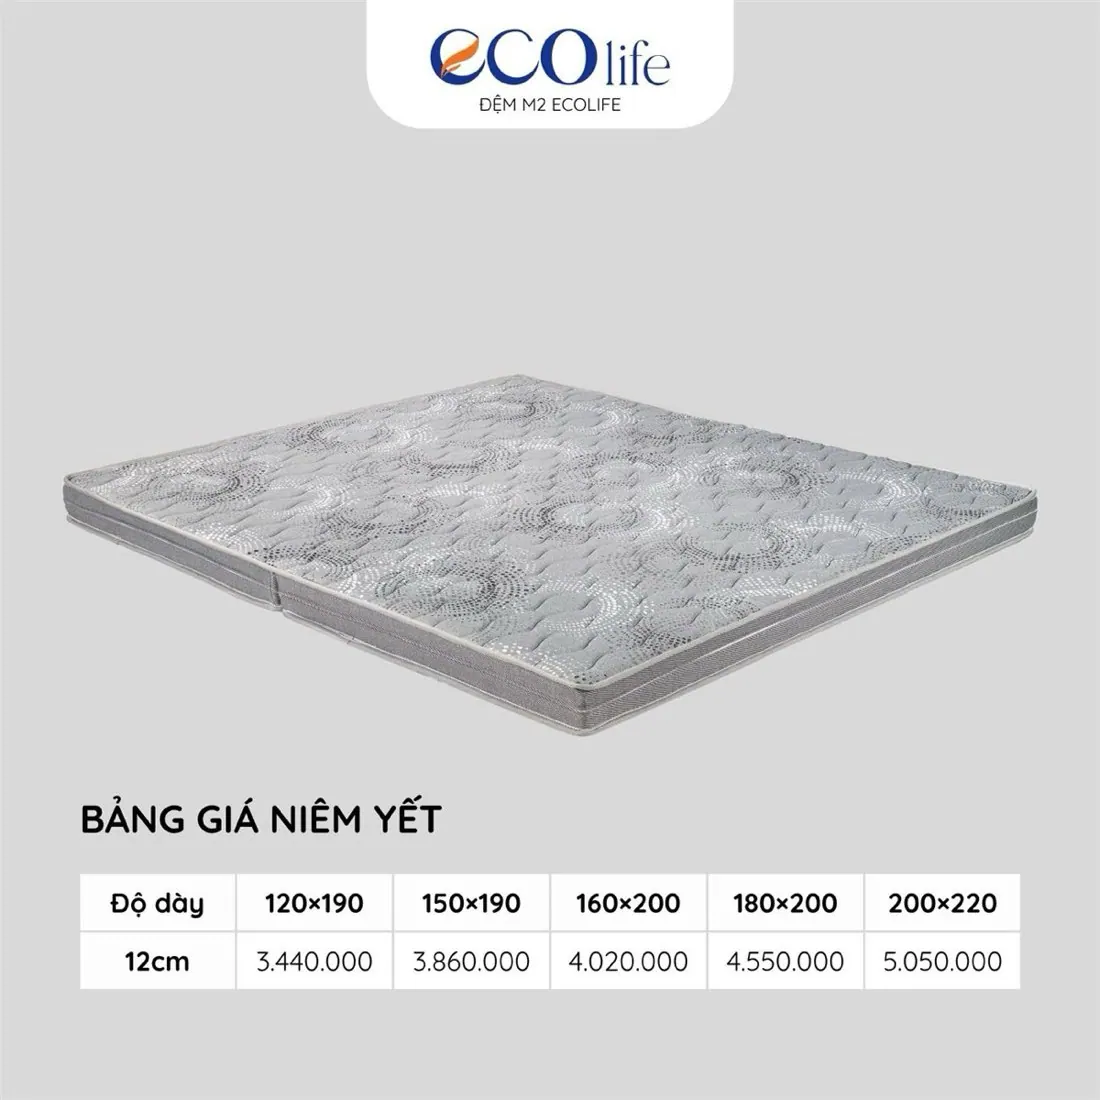 ecolife
ĐỆM M2 ECOLIFE
BẢNG GIÁ NIÊM YẾT
Độ dày 120×190 150×190 160×200 180×200 200×220
12cm 3.440.000 3.860.000 4.020.000 4.550.000 5.050.000